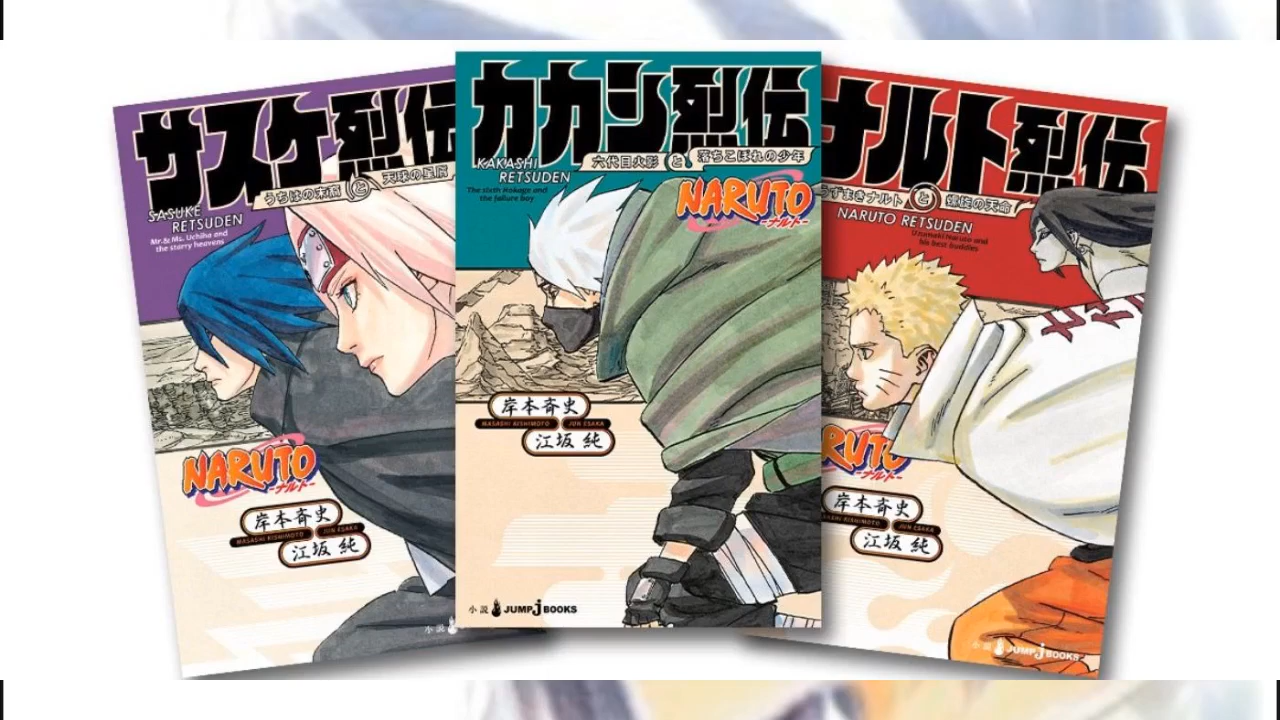 サスケ烈伝
うちはの末裔と天球の星屑
SASUKE
RETSUDEN
Mr.& Ms. Uchiha and
the starry heavens
NARUTO
-ナルト-
岸本斉史
MASASHI KISHIMOTO JUN ESAKA
江坂 純
小説
カカシ烈伝
六代目火影と落ちこぼれの少年
KAKASHI
RETSUDEN
The sixth Hokage and
the failure boy
NARUTO
-ナルト-
岸本斉史
MASASHI KISHIMOTO JUN ESAKA
江坂 純
小説 JUMP J BOOKS
ナルト烈伝
うずまきナルトと螺旋の天命
NARUTO RETSUDEN
Uzumaki Naruto and
his best buddies
RUTO
-ナルト-
岸本斉史
MASASHI KISHIMOTO JUN ESAKA
江坂 純
小説 JUMP J BOOKS